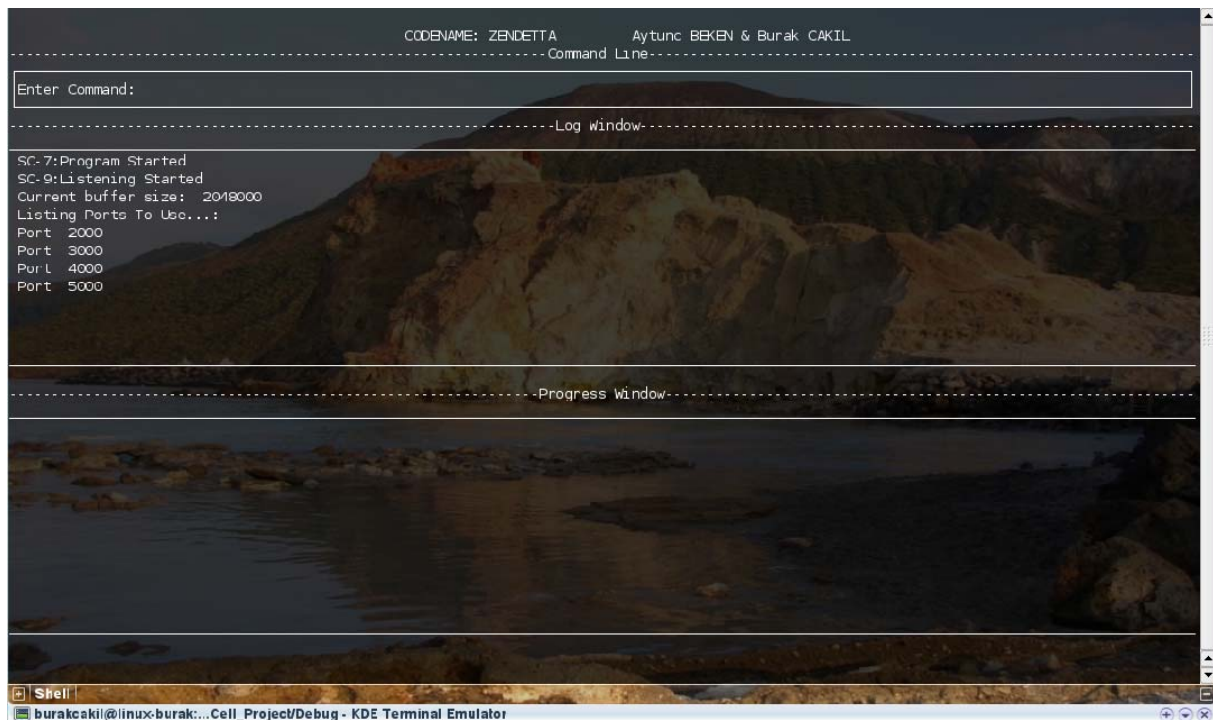 CODENAME: ZENDETTA Aytunc BEKEN & Burak CAKIL
Command Line
Enter Command:
Log Window
SC-7:Program Started
SC-9:Listening Started
Current buffer size: 2048000
Listing Ports To Use...:
Port 2000
Port 3000
Port 4000
Port 5000
Progress Window
Shell
burakcakil@linux-burak:...Cell_Project/Debug - KDE Terminal Emulator